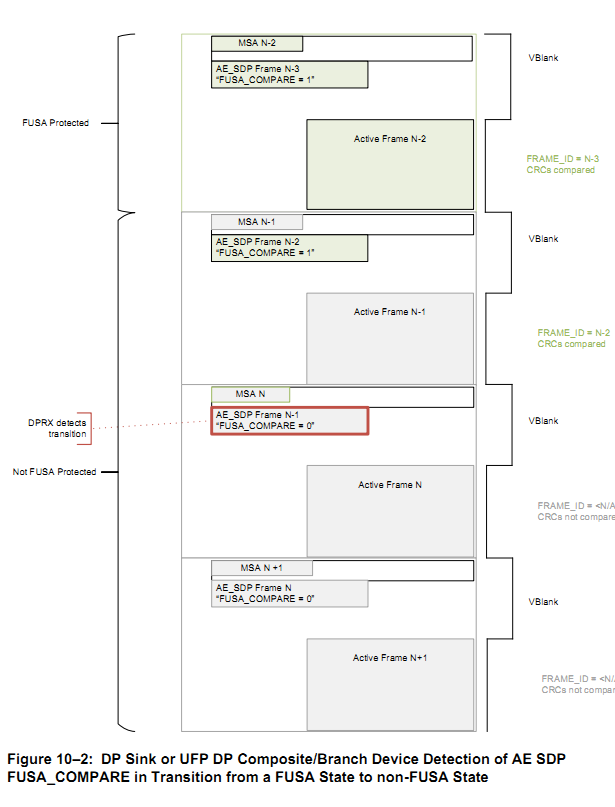 MSA N-2
AE_SDP Frame N-3
“FUSA_COMPARE = 1”
VBlank
FUSA Protected
Active Frame N-2
FRAME_ID = N-3
CRCs compared
MSA N-1
AE_SDP Frame N-2
“FUSA_COMPARE = 1”
VBlank
Active Frame N-1
FRAME_ID = N-2
CRCs compared
MSA N
AE_SDP Frame N-1
“FUSA_COMPARE = 0”
DPRX detects
transition
VBlank
Not FUSA Protected
Active Frame N
FRAME_ID = <N/A
CRCs not compare
MSA N +1
AE_SDP Frame N
“FUSA_COMPARE = 0”
VBlank
Active Frame N+1
FRAME_ID = <N/
CRCs not compar
Figure 10–2: DP Sink or UFP DP Composite/Branch Device Detection of AE SDP
FUSA_COMPARE in Transition from a FUSA State to non-FUSA State